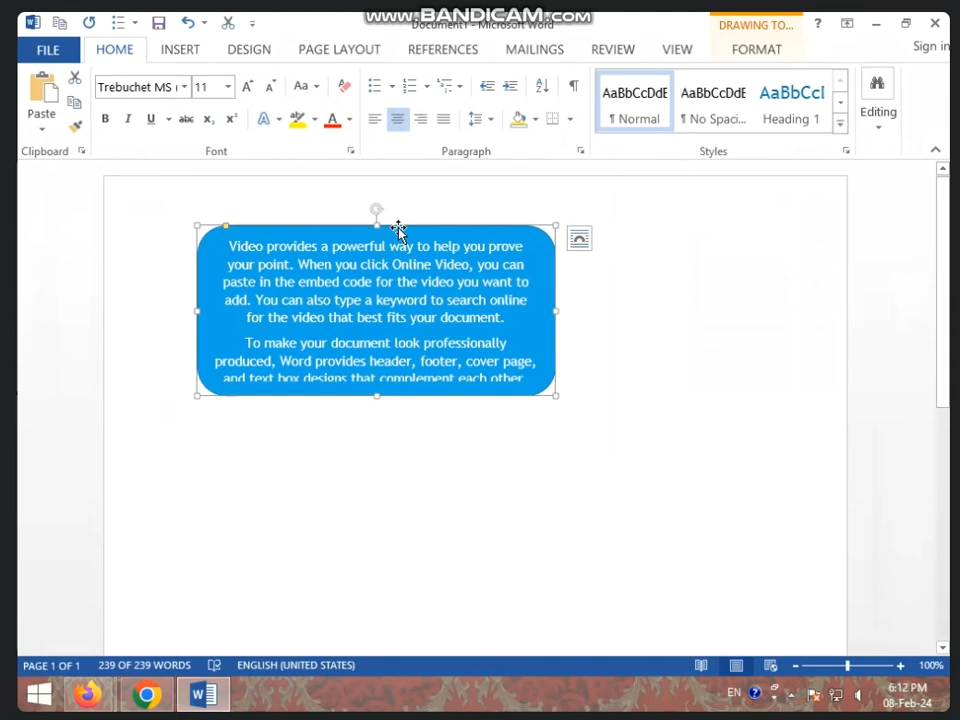 www.BANDICAM.com
Document1 - Microsoft Word
DRAWING TO...
?
FILE
HOME
INSERT
DESIGN
PAGE LAYOUT
REFERENCES
MAILINGS
REVIEW
VIEW
FORMAT
Sign in
Paste
Trebuchet MS (
11
Aa
B I U abc x₂ x²
A
A
AaBbCcDdE
¶ Normal
AaBbCcDdE
¶ No Spaci...
AaBbCcI
Heading 1
Editing
Clipboard
Font
Paragraph
Styles
Video provides a powerful way to help you prove
your point. When you click Online Video, you can
paste in the embed code for the video you want to
add. You can also type a keyword to search online
for the video that best fits your document.
To make your document look professionally
produced, Word provides header, footer, cover page,
and text box designs that complement each other.
PAGE 1 OF 1
239 OF 239 WORDS
ENGLISH (UNITED STATES)
100%
EN
6:12 PM
08-Feb-24